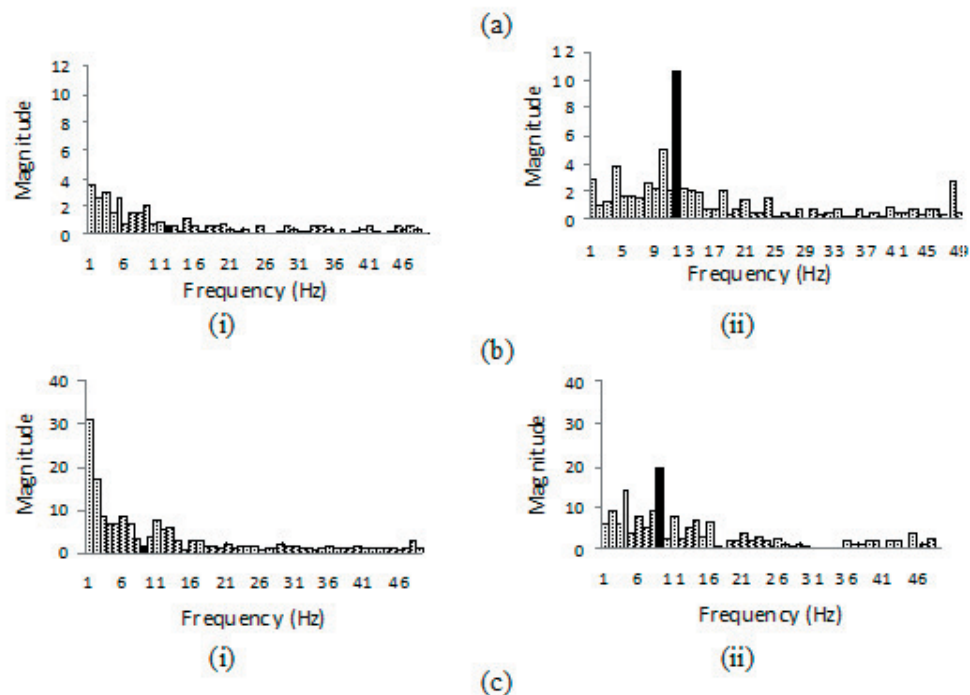 (a)
12
10
8
6
4
2
0
Magnitude
1 6 11 16 21 26 31 36 41 46
Frequency (Hz)
(i)
12
10
8
6
4
2
0
Magnitude
1 5 9 13 17 21 25 29 33 37 41 45 49
Frequency (Hz)
(ii)
(b)
40
30
20
10
0
Magnitude
1 6 11 16 21 26 31 36 41 46
Frequency (Hz)
(i)
40
30
20
10
0
Magnitude
1 6 11 16 21 26 31 36 41 46
Frequency (Hz)
(ii)
(c)